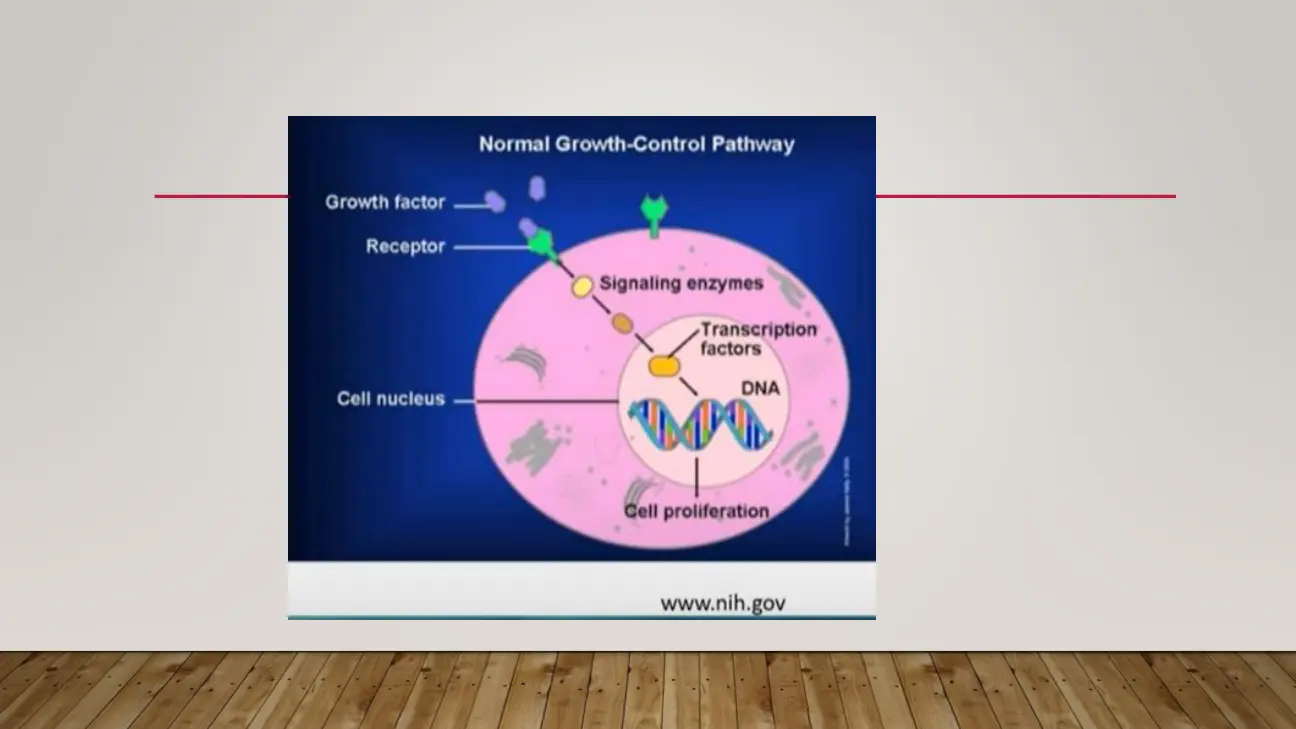 Normal Growth-Control Pathway
Growth factor
Receptor
Signaling enzymes
Transcription
factors
DNA
Cell nucleus
Cell proliferation
www.nih.gov